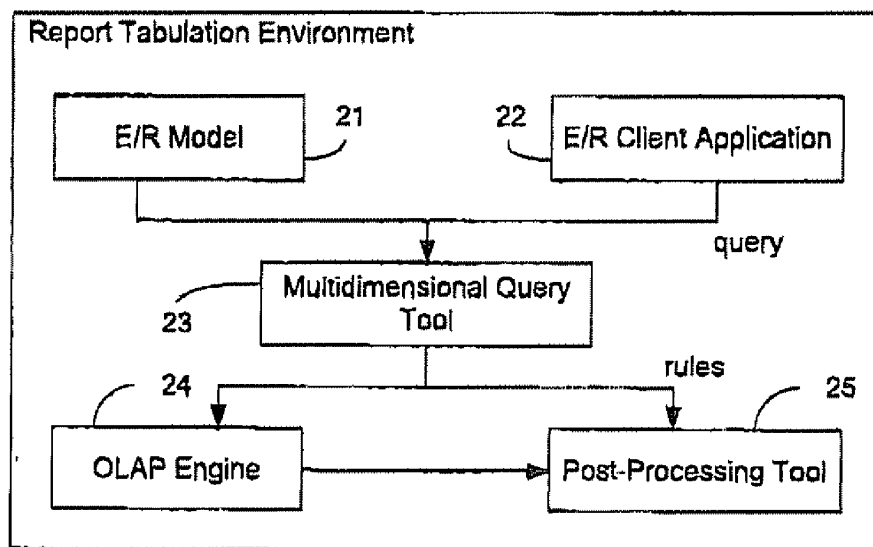 Report Tabulation Environment
E/R Model
21
22
E/R Client Application
query
Multidimensional Query
Tool
23
rules
24
25
OLAP Engine
Post-Processing Tool